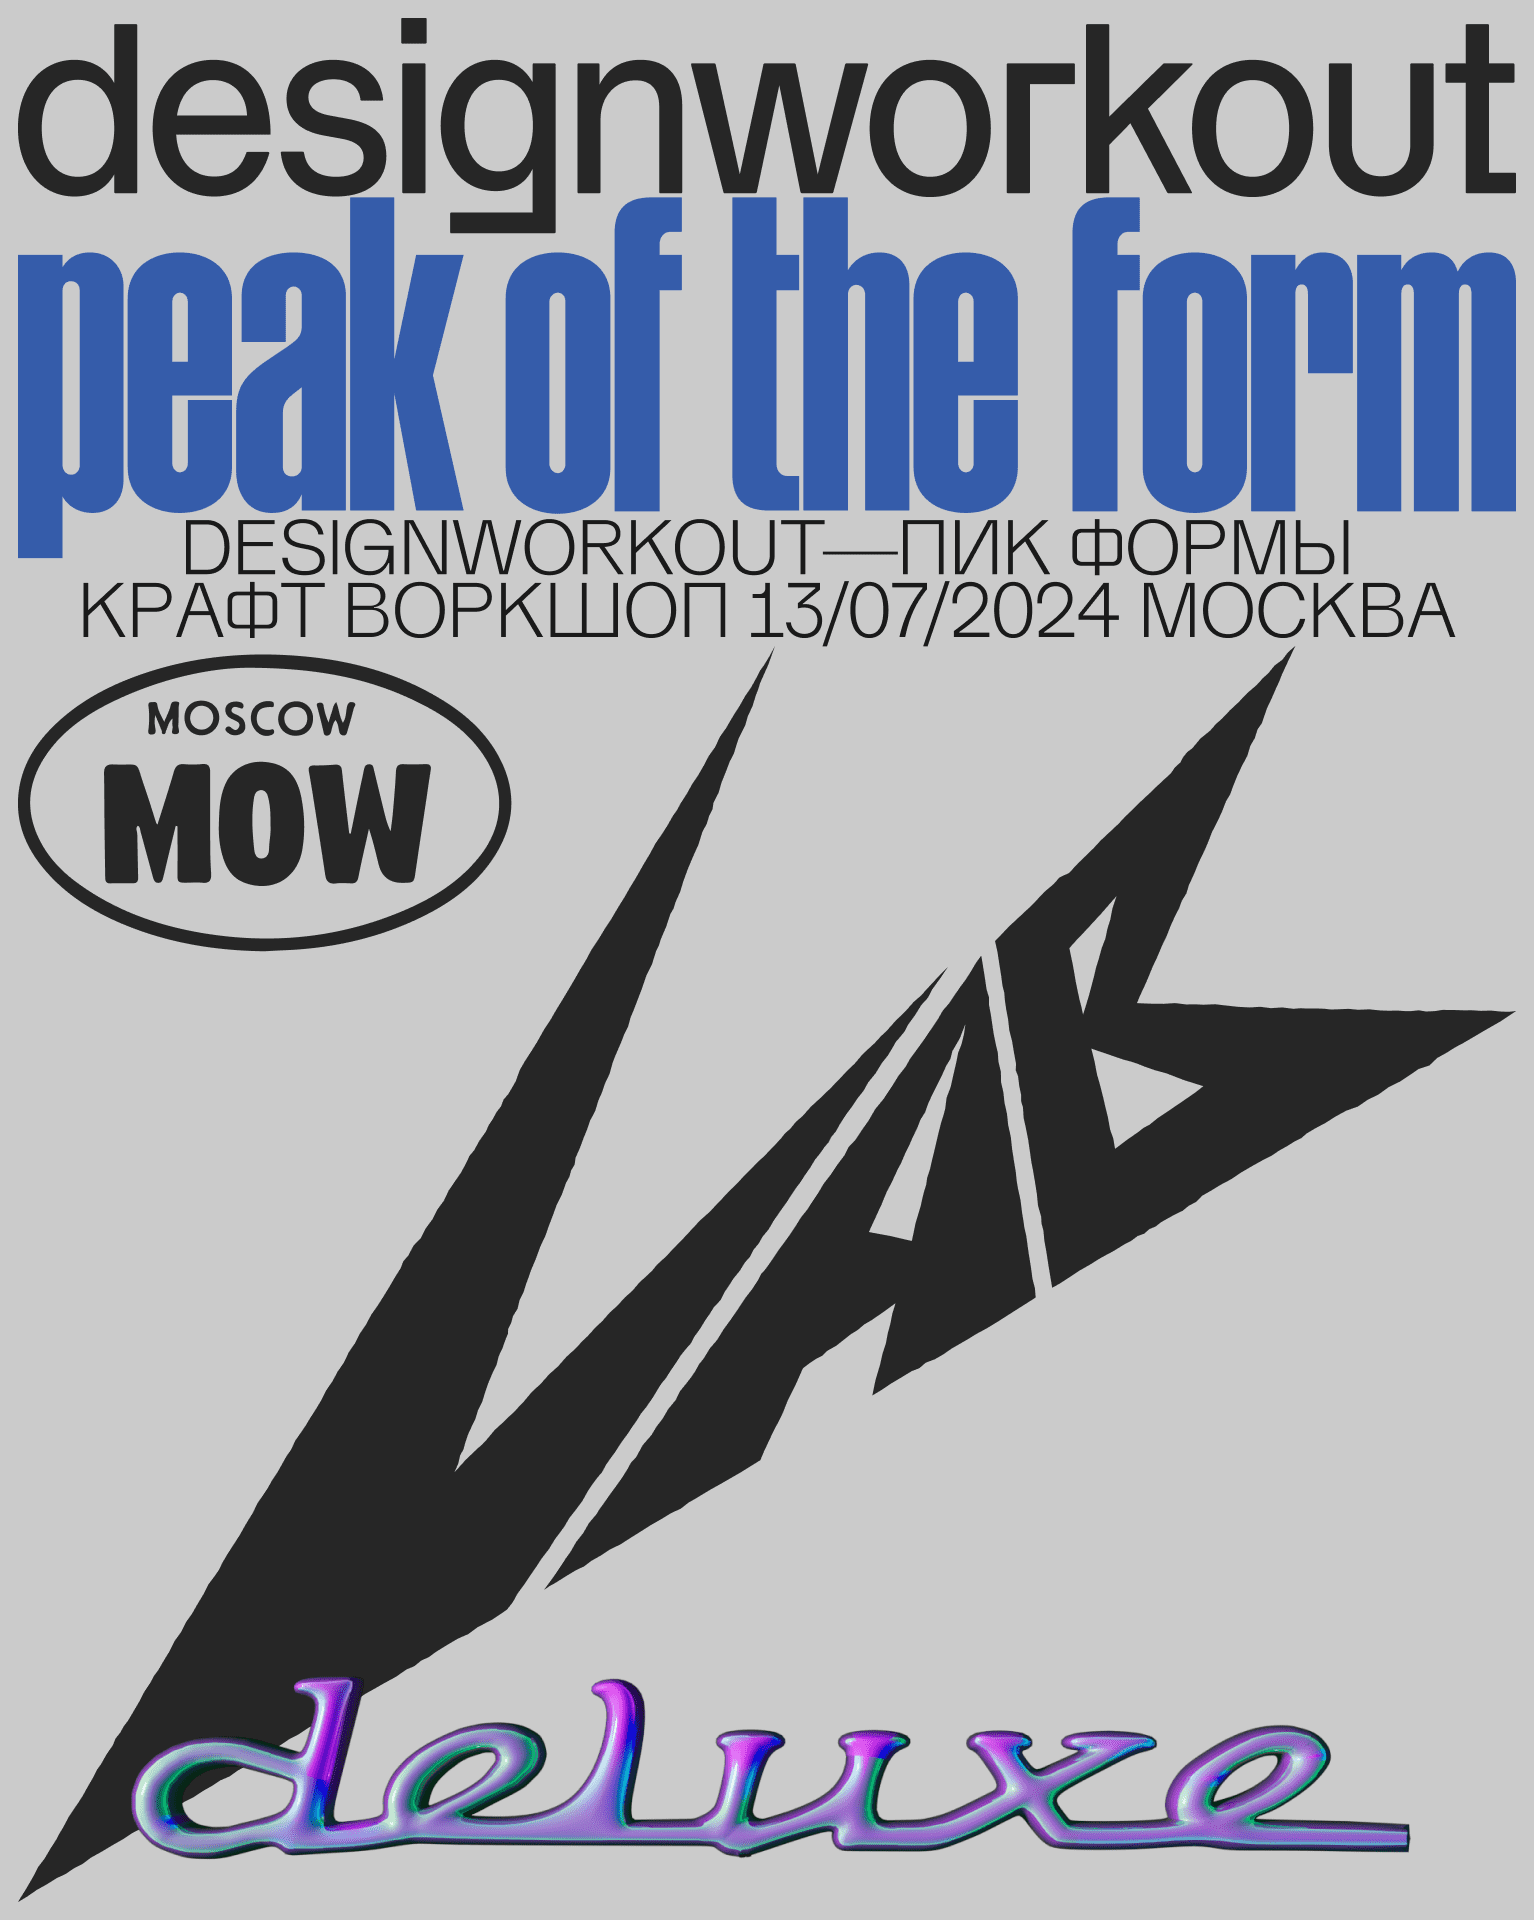 designworkout
peak of the form
DESIGNWORKOUT—ПИК ФОРМЫ
КРАФТ ВОРКШОП 13/07/2024 МОСКВА
MOSCOW
MOW
LAB
deluxe